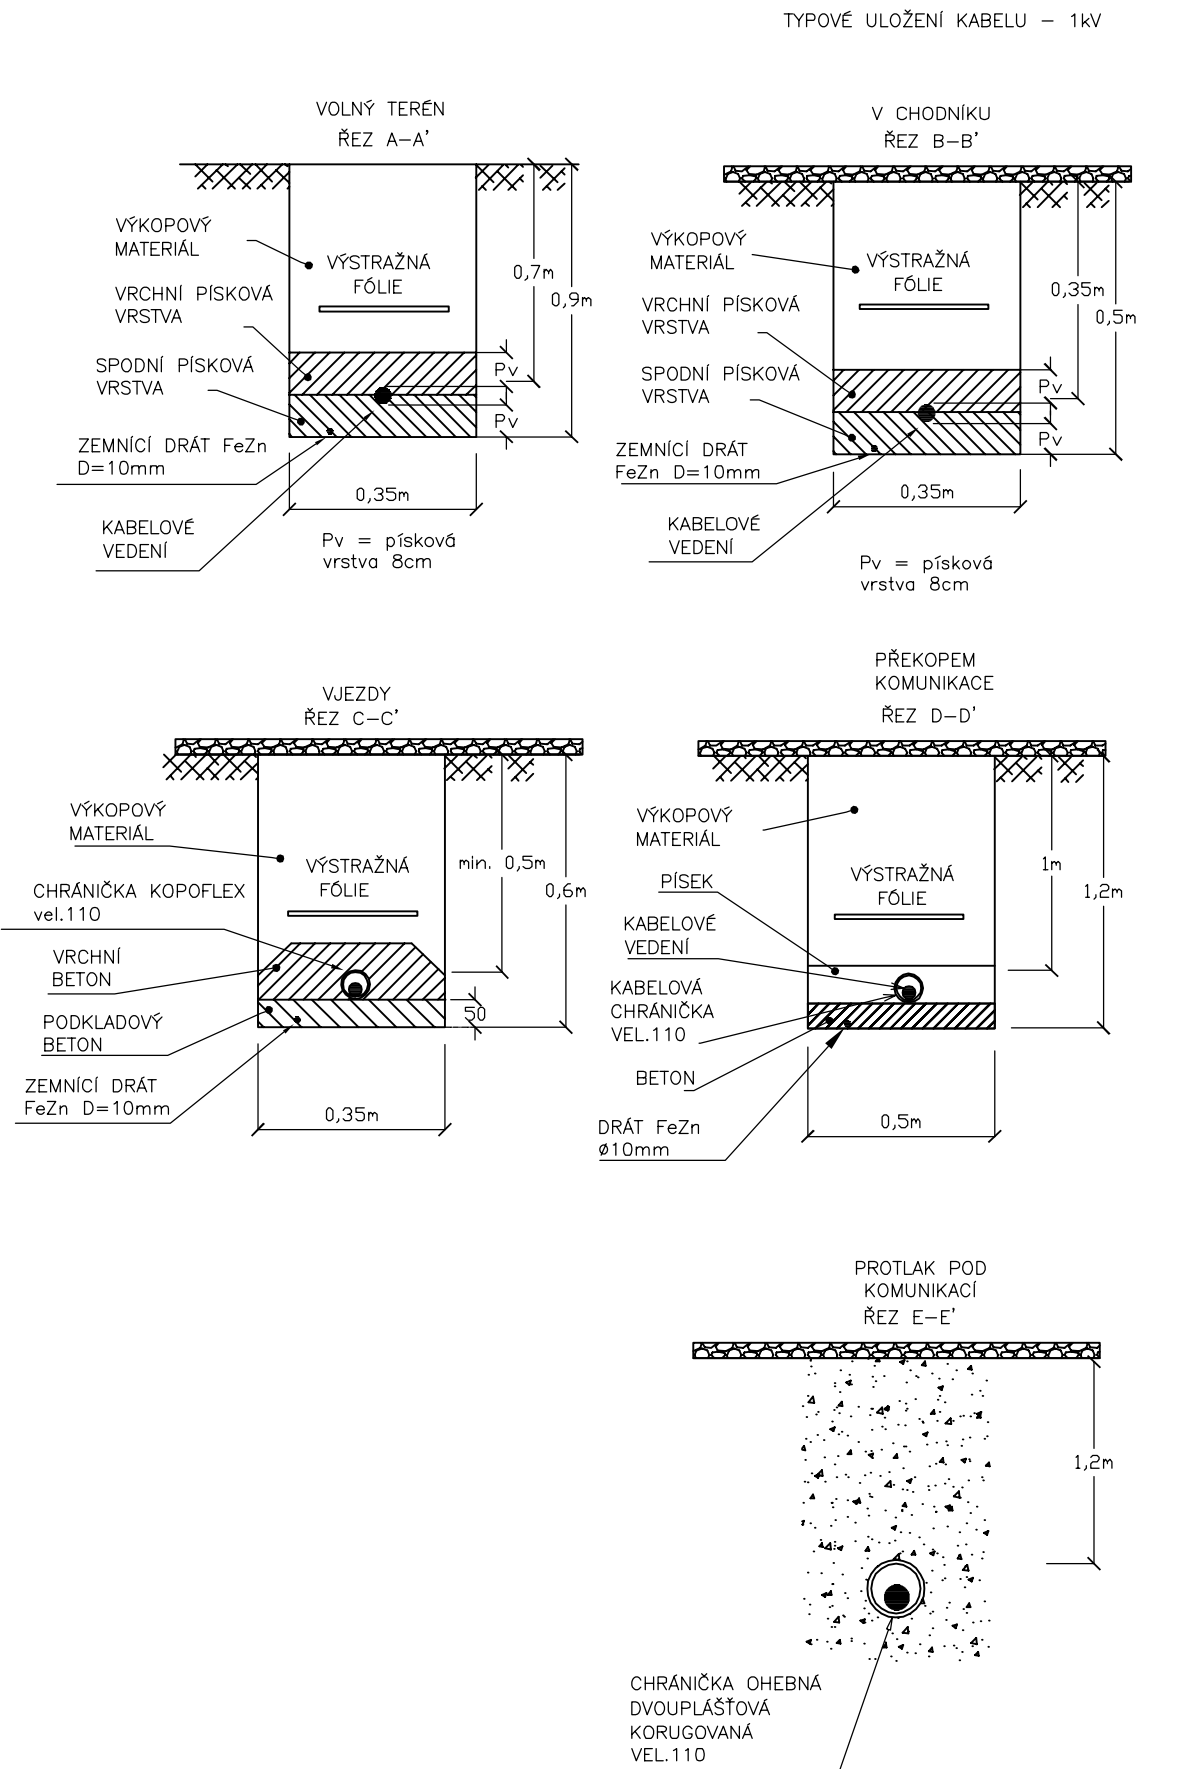 TYPOVÉ ULOŽENÍ KABELU – 1kV
VOLNÝ TERÉN
ŘEZ A–A'
VÝKOPOVÝ
MATERIÁL
VÝSTRAŽNÁ
FÓLIE
VRCHNÍ PÍSKOVÁ
VRSTVA
SPODNÍ PÍSKOVÁ
VRSTVA
ZEMNÍCÍ DRÁT FeZn
D=10mm
KABELOVÉ
VEDENÍ
0,7m
0,9m
Pv
Pv
0,35m
Pv = písková
vrstva 8cm
V CHODNÍKU
ŘEZ B–B'
VÝKOPOVÝ
MATERIÁL
VÝSTRAŽNÁ
FÓLIE
VRCHNÍ PÍSKOVÁ
VRSTVA
SPODNÍ PÍSKOVÁ
VRSTVA
ZEMNÍCÍ DRÁT
FeZn D=10mm
KABELOVÉ
VEDENÍ
0,35m
0,5m
Pv
Pv
0,35m
Pv = písková
vrstva 8cm
VJEZDY
ŘEZ C–C'
VÝKOPOVÝ
MATERIÁL
VÝSTRAŽNÁ
FÓLIE
CHRÁNIČKA KOPOFLEX
vel.110
VRCHNÍ
BETON
PODKLADOVÝ
BETON
ZEMNÍCÍ DRÁT
FeZn D=10mm
min. 0,5m
0,6m
50
0,35m
PŘEKOPEM
KOMUNIKACE
ŘEZ D–D'
VÝKOPOVÝ
MATERIÁL
VÝSTRAŽNÁ
FÓLIE
PÍSEK
KABELOVÉ
VEDENÍ
KABELOVÁ
CHRÁNIČKA
VEL.110
BETON
DRÁT FeZn
ø10mm
1m
1,2m
0,5m
PROTLAK POD
KOMUNIKACÍ
ŘEZ E–E'
1,2m
CHRÁNIČKA OHEBNÁ
DVOUPLÁŠŤOVÁ
KORUGOVANÁ
VEL.110